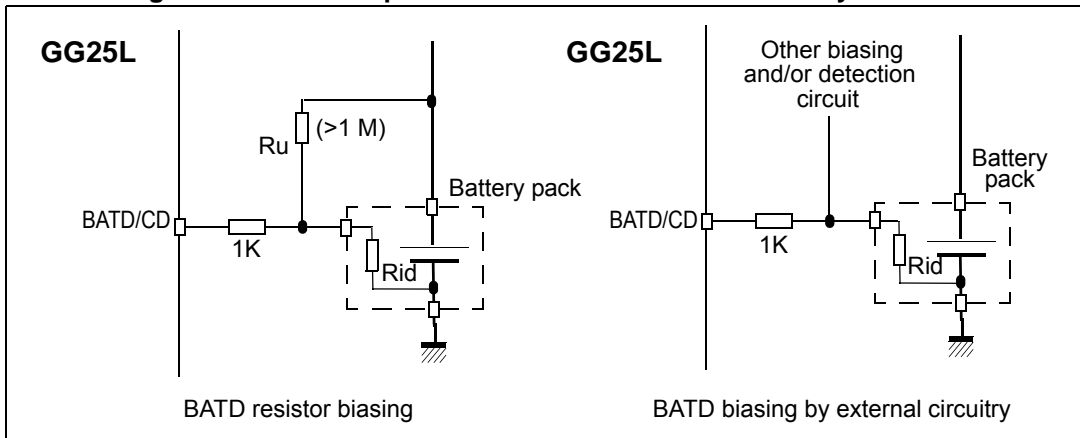 GG25L
Ru
(>1 M)
Battery pack
BATD/CD
1K
Rid
BATD resistor biasing
GG25L
Other biasing
and/or detection
circuit
Battery
pack
BATD/CD
1K
Rid
BATD biasing by external circuitry